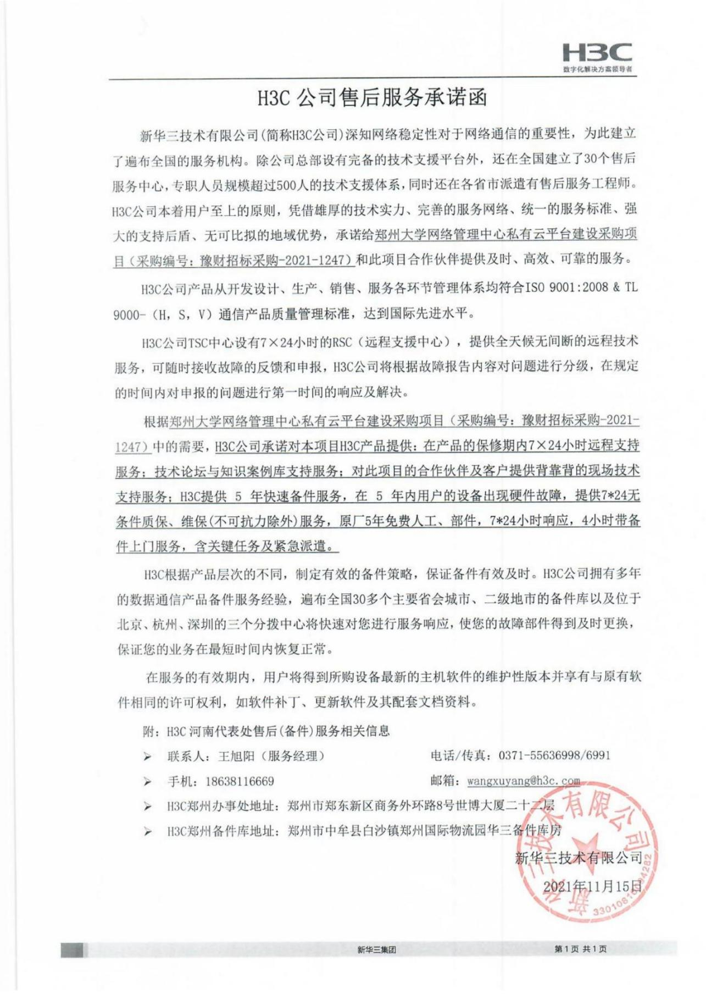 H3C
数字化解决方案领导者
H3C 公司售后服务承诺函
新华三技术有限公司(简称H3C公司)深知网络稳定性对于网络通信的重要性，为此建立
了遍布全国的服务机构。除公司总部设有完备的技术支援平台外，还在全国建立了30个售后
服务中心,专职人员规模超过500人的技术支援体系,同时还在各省市派遣有售后服务工程师。
H3C公司本着用户至上的原则，凭借雄厚的技术实力、完善的服务网络、统一的服务标准、强
大的支持后盾、无可比拟的地域优势，承诺给郑州大学网络管理中心私有云平台建设采购项
目（采购编号：豫财招标采购-2021-1247）和此项目合作伙伴提供及时、高效、可靠的服务。
H3C公司产品从开发设计、生产、销售、服务各环节管理体系均符合ISO 9001:2008 & TL
9000-（H，S，V）通信产品质量管理标准，达到国际先进水平。
H3C公司TSC中心设有7×24小时的RSC（远程支援中心），提供全天候无间断的远程技术
服务，可随时接收故障的反馈和申报，H3C公司将根据故障报告内容对问题进行分级，在规定
的时间内对申报的问题进行第一时间的响应及解决。
根据郑州大学网络管理中心私有云平台建设采购项目（采购编号：豫财招标采购-2021-
1247）中的需要，H3C公司承诺对本项目H3C产品提供：在产品的保修期内7×24小时远程支持
服务；技术论坛与知识案例库支持服务；对此项目的合作伙伴及客户提供背靠背的现场技术
支持服务；H3C提供 5 年快速备件服务，在 5 年内用户的设备出现硬件故障，提供7*24无
条件质保、维保(不可抗力除外)服务，原厂5年免费人工、部件，7*24小时响应，4小时带备
件上门服务，含关键任务及紧急派遣。
H3C根据产品层次的不同，制定有效的备件策略，保证备件有效及时。H3C公司拥有多年
的数据通信产品备件服务经验，遍布全国30多个主要省会城市、二级地市的备件库以及位于
北京、杭州、深圳的三个分拨中心将快速对您进行服务响应,使您的故障部件得到及时更换，
保证您的业务在最短时间内恢复正常。
在服务的有效期内，用户将得到所购设备最新的主机软件的维护性版本并享有与原有软
件相同的许可权利，如软件补丁、更新软件及其配套文档资料。
附：H3C 河南代表处售后(备件)服务相关信息
➢ 联系人：王旭阳（服务经理） 电话/传真：0371-55636998/6991
➢ 手机：18638116669 邮箱：wangxuyang@h3c.com
➢ H3C郑州办事处地址：郑州市郑东新区商务外环路8号世博大厦二十二层
➢ H3C郑州备件库地址：郑州市中牟县白沙镇郑州国际物流园华三备件库房
新华三技术有限公司
2021年11月15日
新华三技术有限公司
新华三集团
第 1 页 共 1 页